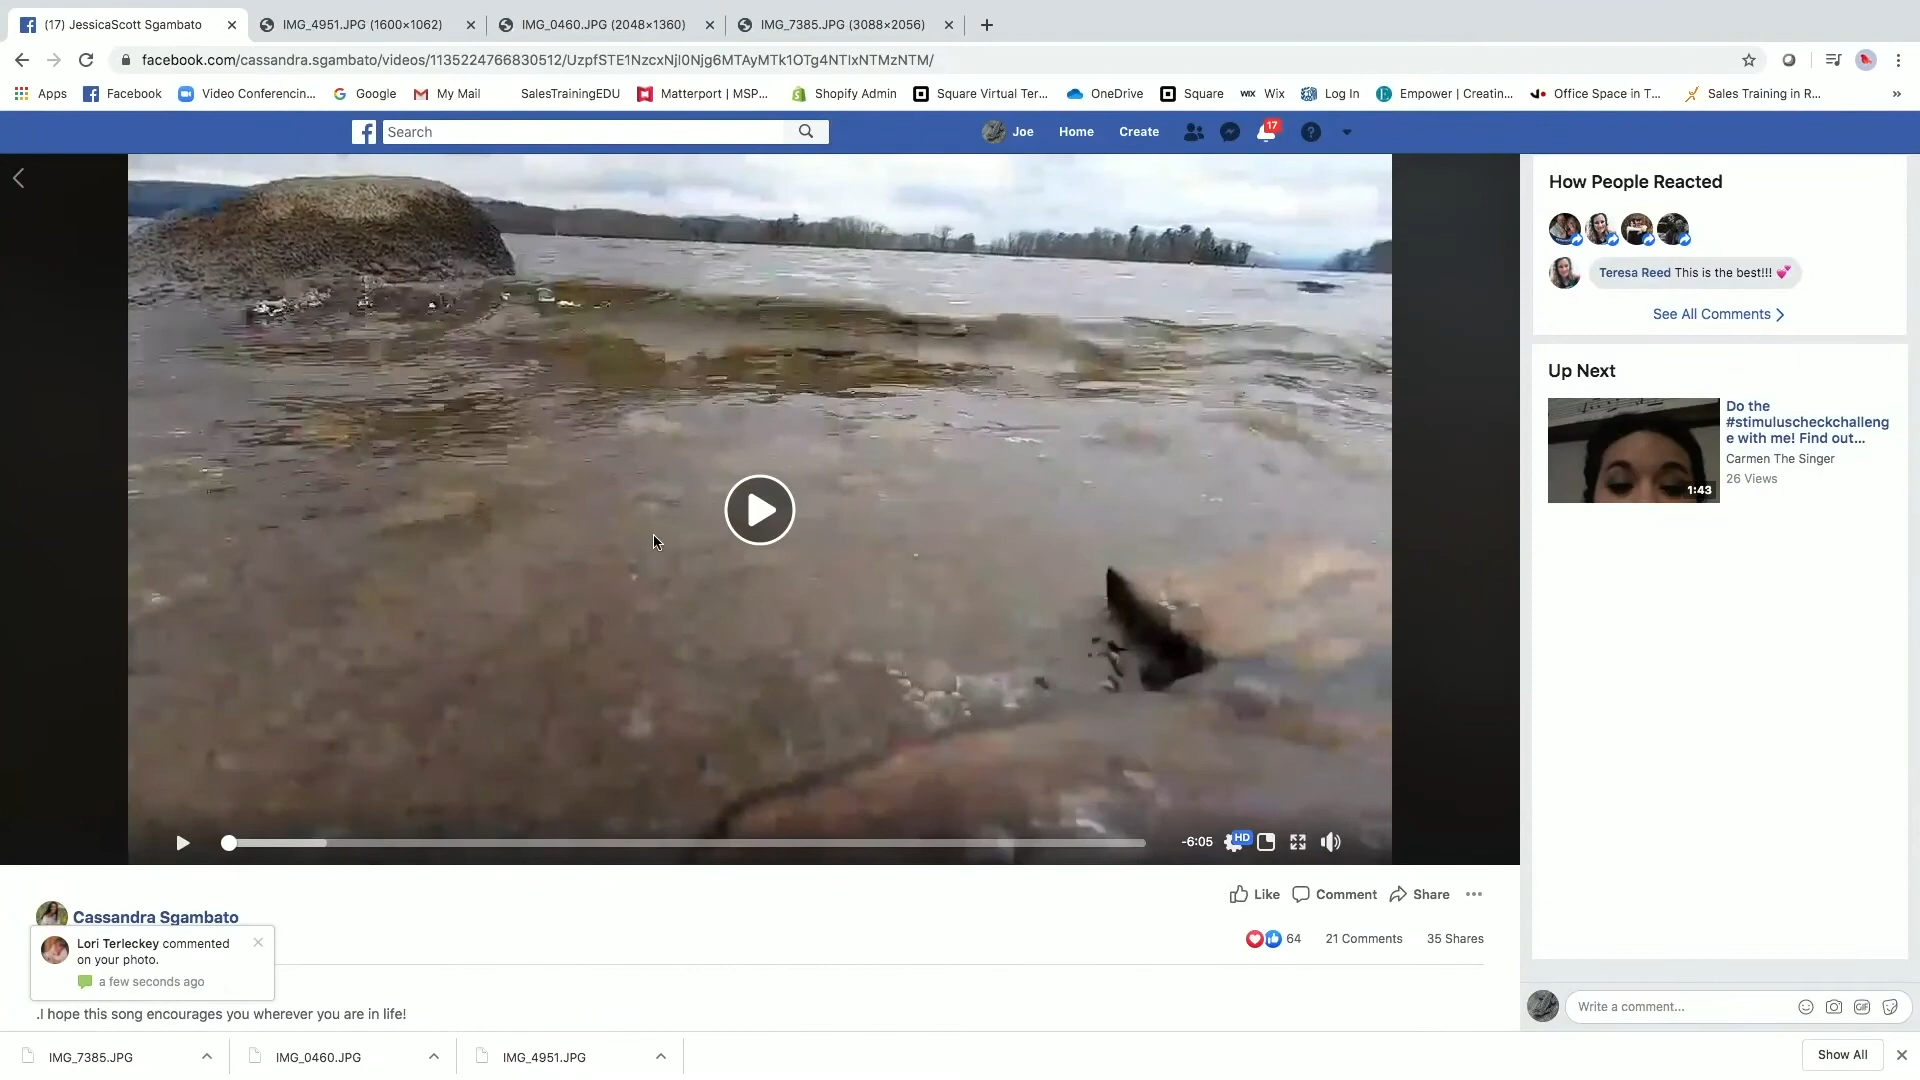 (17) JessicaScott Sgambato
IMG_4951.JPG (1600×1062)
IMG_0460.JPG (2048×1360)
IMG_7385.JPG (3088×2056)
facebook.com/cassandra.sgambato/videos/1135224766830512/UzpfSTE1NzcxNjI0Njg6MTAyMTk1OTg4NTIxNTMzNTM/
Apps
Facebook
Video Conferencin...
Google
My Mail
SalesTrainingEDU
Matterport | MSP...
Shopify Admin
Square Virtual Ter...
OneDrive
Square
WIX Wix
Log In
Empower | Creatin...
Office Space in T...
Sales Training in R...
»
Search
Joe
Home
Create
17
How People Reacted
Teresa Reed This is the best!!! 💕
See All Comments
Up Next
Do the
#stimuluscheckchalleng
e with me! Find out...
Carmen The Singer
26 Views
1:43
-6:05
HD
Like
Comment
Share
Cassandra Sgambato
64
21 Comments
35 Shares
Lori Terleckey commented
on your photo.
a few seconds ago
.I hope this song encourages you wherever you are in life!
Write a comment...
GIF
IMG_7385.JPG
IMG_0460.JPG
IMG_4951.JPG
Show All